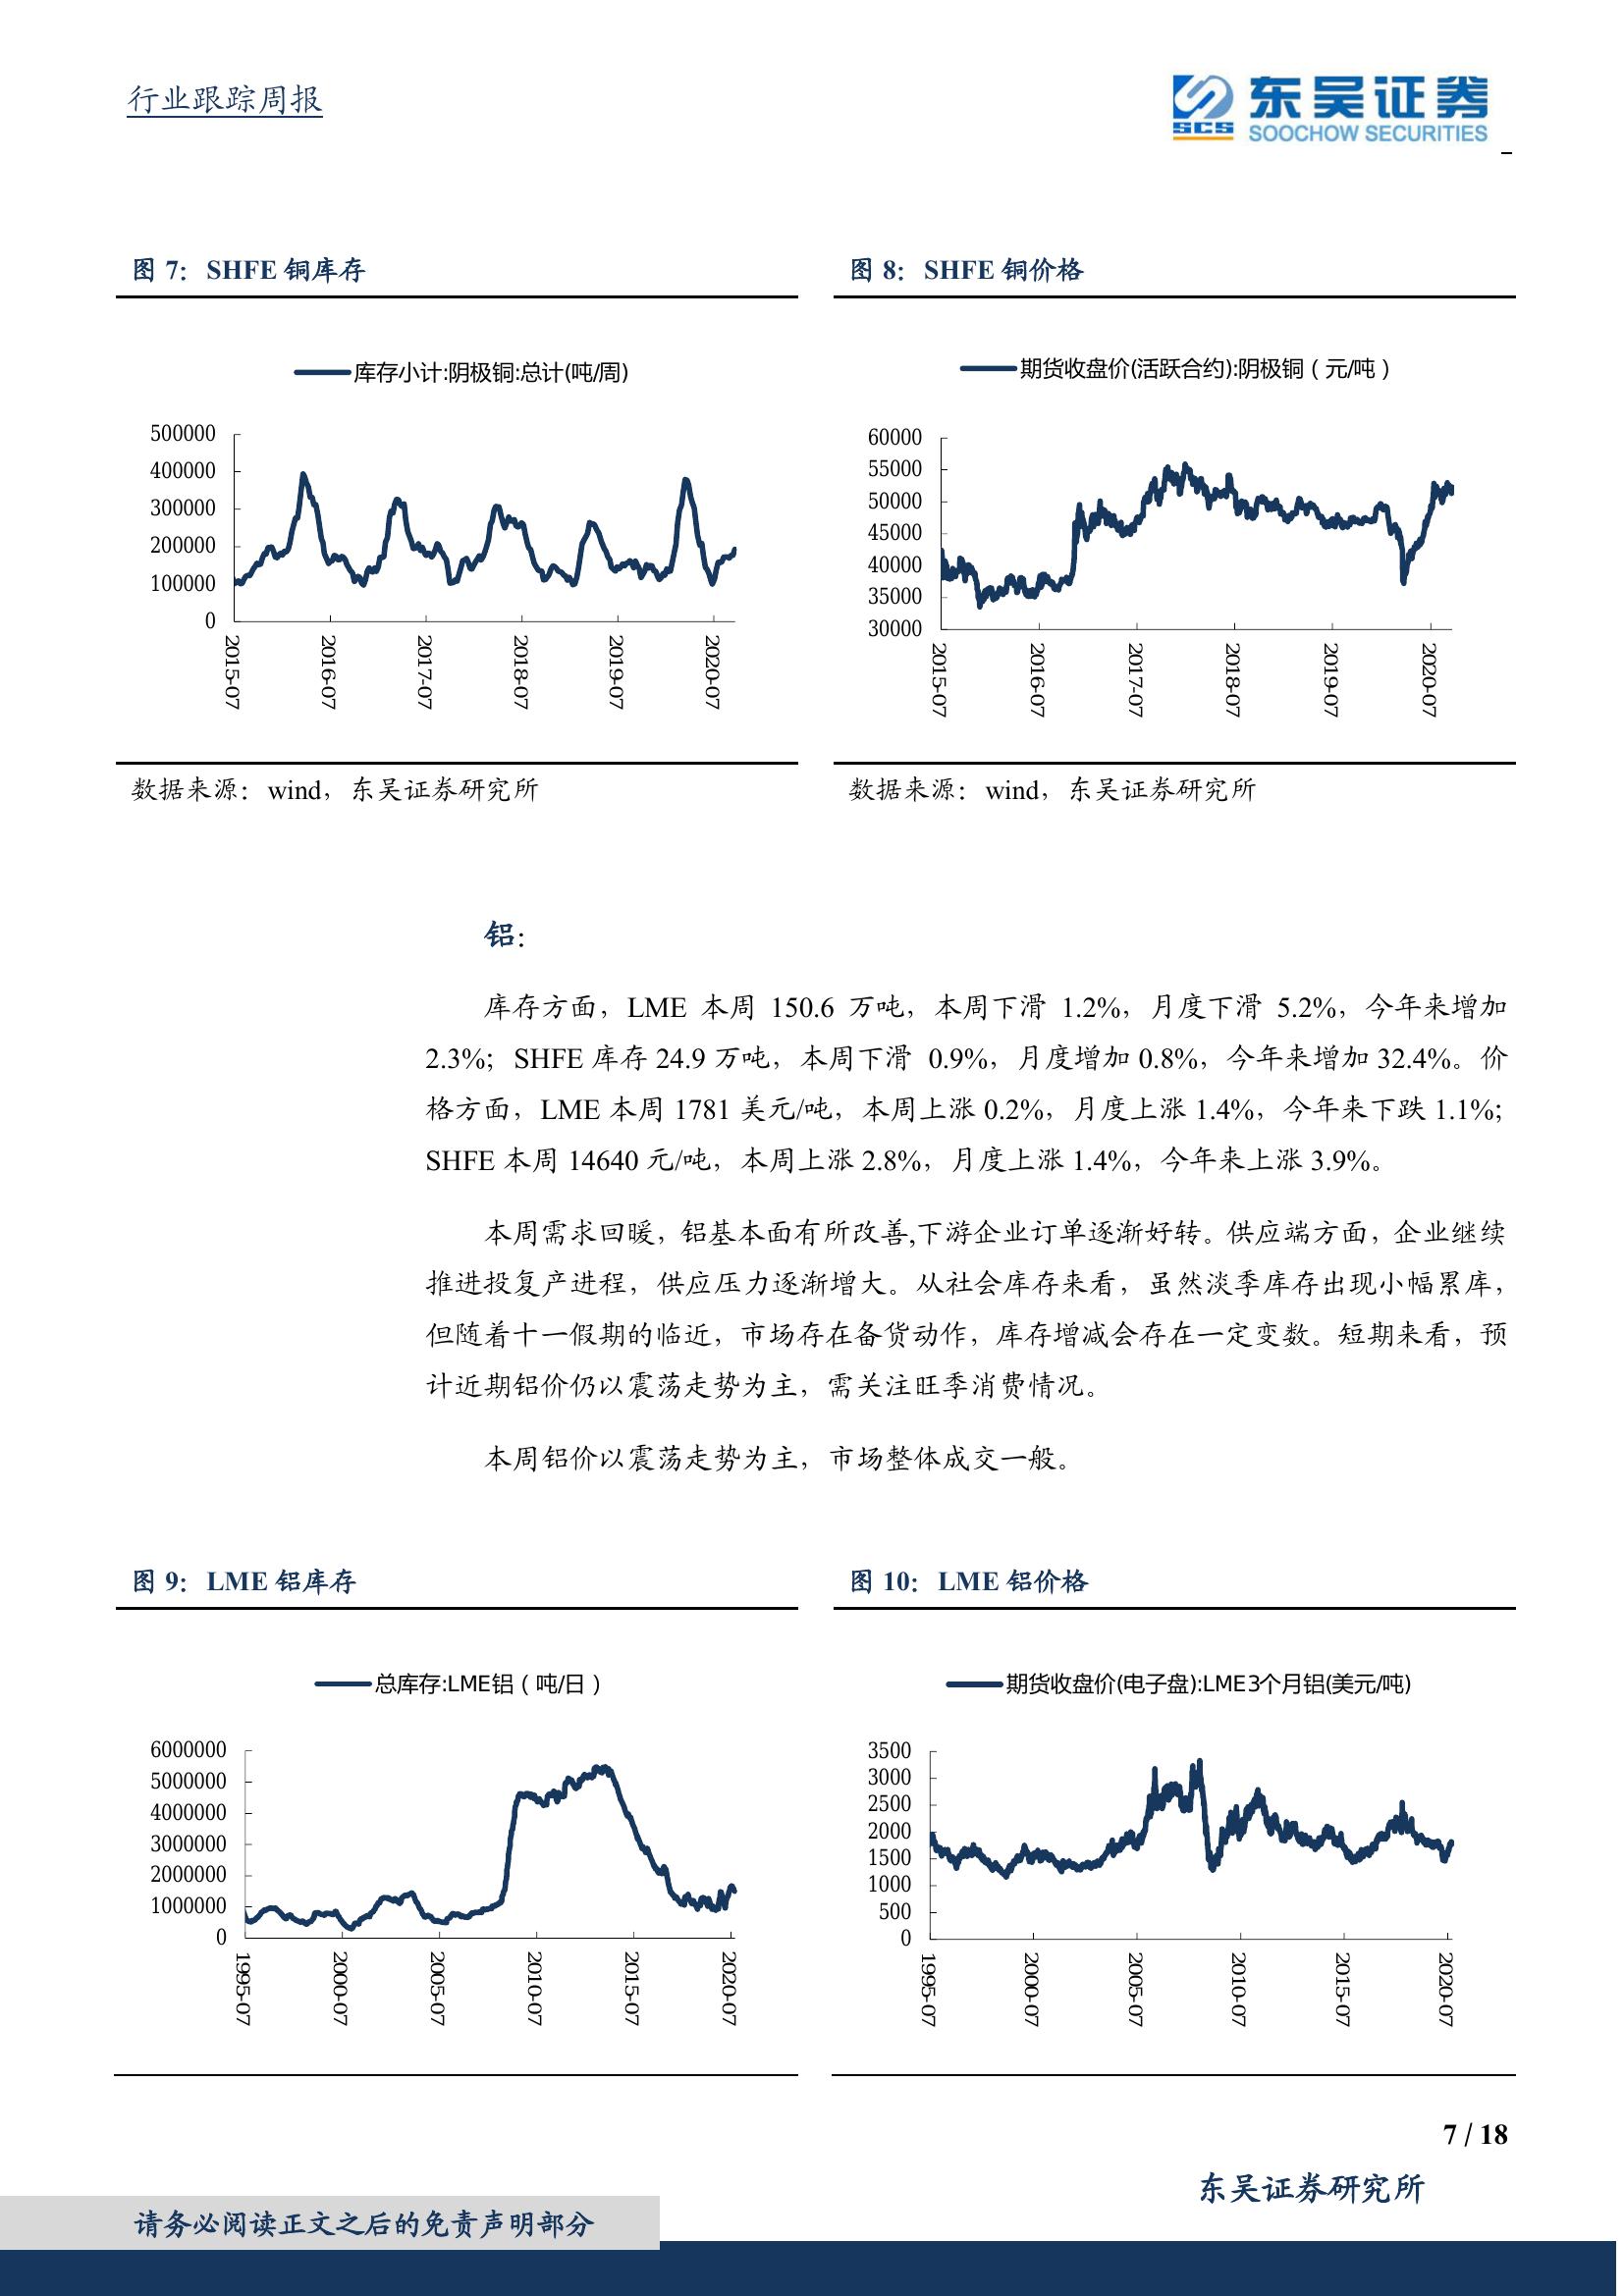 行业跟踪周报
SCS 东吴证券
SOOCHOW SECURITIES
图 7：SHFE 铜库存
库存小计:阴极铜:总计(吨/周)
500000
400000
300000
200000
100000
0
2015-07
2016-07
2017-07
2018-07
2019-07
2020-07
数据来源：wind，东吴证券研究所
图 8：SHFE 铜价格
期货收盘价(活跃合约):阴极铜（元/吨）
60000
55000
50000
45000
40000
35000
30000
2015-07
2016-07
2017-07
2018-07
2019-07
2020-07
数据来源：wind，东吴证券研究所
铝：
库存方面，LME 本周 150.6 万吨，本周下滑 1.2%，月度下滑 5.2%，今年来增加
2.3%；SHFE 库存 24.9 万吨，本周下滑 0.9%，月度增加 0.8%，今年来增加 32.4%。价
格方面，LME 本周 1781 美元/吨，本周上涨 0.2%，月度上涨 1.4%，今年来下跌 1.1%；
SHFE 本周 14640 元/吨，本周上涨 2.8%，月度上涨 1.4%，今年来上涨 3.9%。
本周需求回暖，铝基本面有所改善,下游企业订单逐渐好转。供应端方面，企业继续
推进投复产进程，供应压力逐渐增大。从社会库存来看，虽然淡季库存出现小幅累库，
但随着十一假期的临近，市场存在备货动作，库存增减会存在一定变数。短期来看，预
计近期铝价仍以震荡走势为主，需关注旺季消费情况。
本周铝价以震荡走势为主，市场整体成交一般。
图 9：LME 铝库存
总库存:LME铝（吨/日）
6000000
5000000
4000000
3000000
2000000
1000000
0
1995-07
2000-07
2005-07
2010-07
2015-07
2020-07
图 10：LME 铝价格
期货收盘价(电子盘):LME3个月铝(美元/吨)
3500
3000
2500
2000
1500
1000
500
0
1995-07
2000-07
2005-07
2010-07
2015-07
2020-07
7 / 18
东吴证券研究所
请务必阅读正文之后的免责声明部分